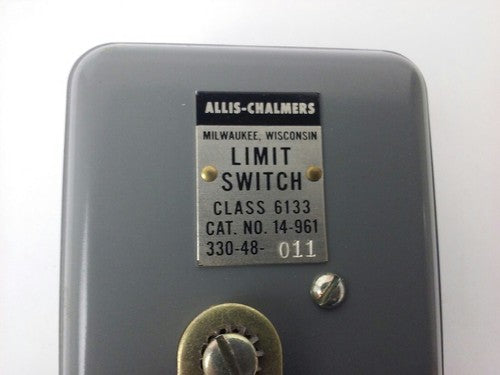 ALLIS-CHALMERS
MILWAUKEE, WISCONSIN
LIMIT
SWITCH
CLASS 6133
CAT. NO. 14-961
330-48- 011